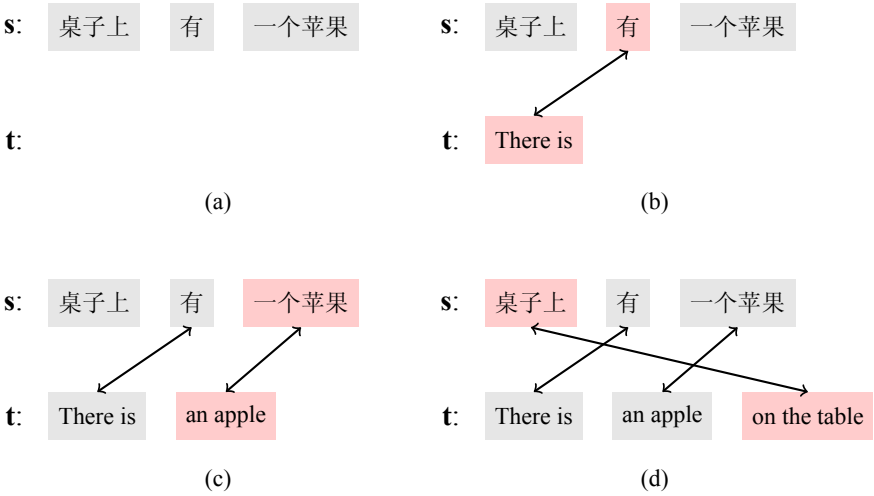 s: 桌子上 有 一个苹果
t:
(a)
s: 桌子上 有 一个苹果
t: There is
(b)
s: 桌子上 有 一个苹果
t: There is an apple
(c)
s: 桌子上 有 一个苹果
t: There is an apple on the table
(d)